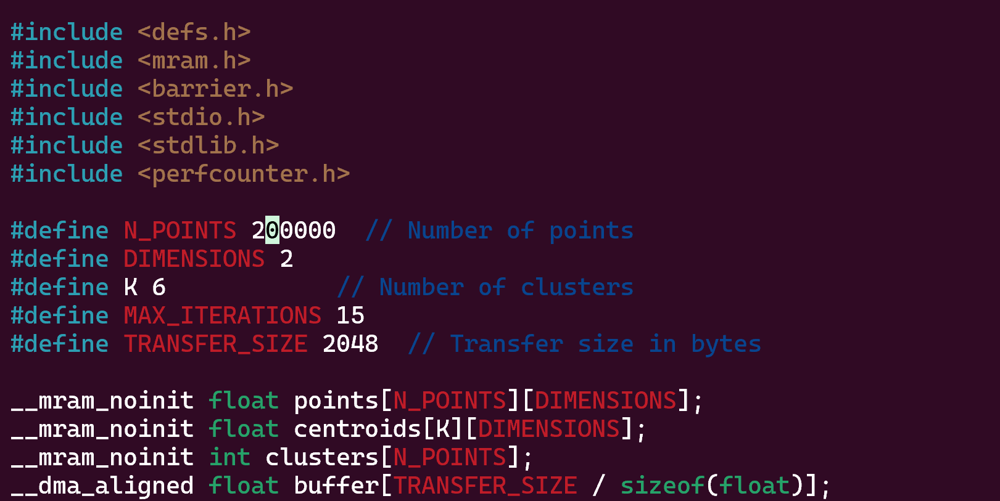 #include <defs.h>
#include <mram.h>
#include <barrier.h>
#include <stdio.h>
#include <stdlib.h>
#include <perfcounter.h>
#define N_POINTS 200000  // Number of points
#define DIMENSIONS 2
#define K 6            // Number of clusters
#define MAX_ITERATIONS 15
#define TRANSFER_SIZE 2048  // Transfer size in bytes
__mram_noinit float points[N_POINTS][DIMENSIONS];
__mram_noinit float centroids[K][DIMENSIONS];
__mram_noinit int clusters[N_POINTS];
__dma_aligned float buffer[TRANSFER_SIZE / sizeof(float)];